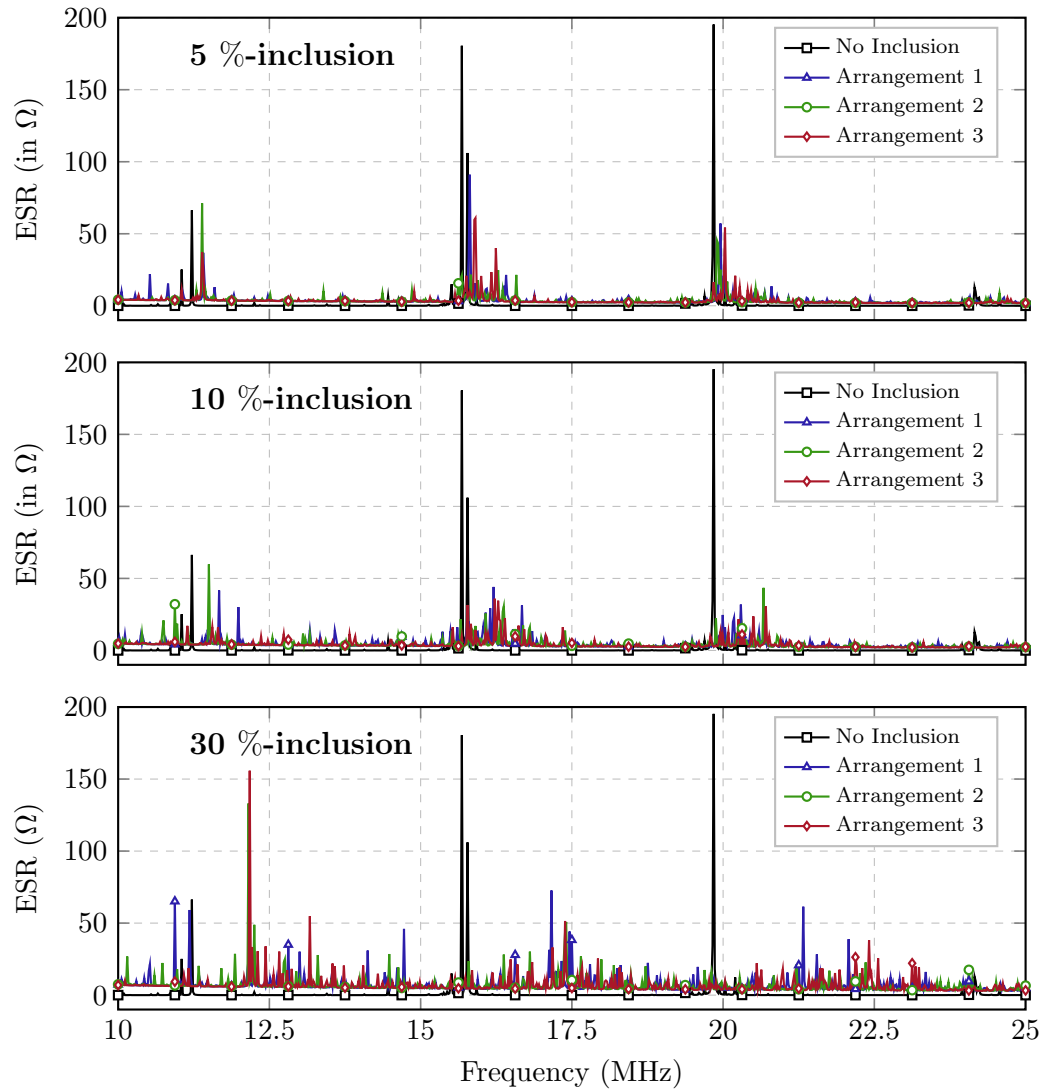 200
150
100
50
0
ESR (in Ω)
5 %-inclusion
No Inclusion
Arrangement 1
Arrangement 2
Arrangement 3
200
150
100
50
0
ESR (in Ω)
10 %-inclusion
No Inclusion
Arrangement 1
Arrangement 2
Arrangement 3
200
150
100
50
0
ESR (Ω)
30 %-inclusion
No Inclusion
Arrangement 1
Arrangement 2
Arrangement 3
10 12.5 15 17.5 20 22.5 25
Frequency (MHz)